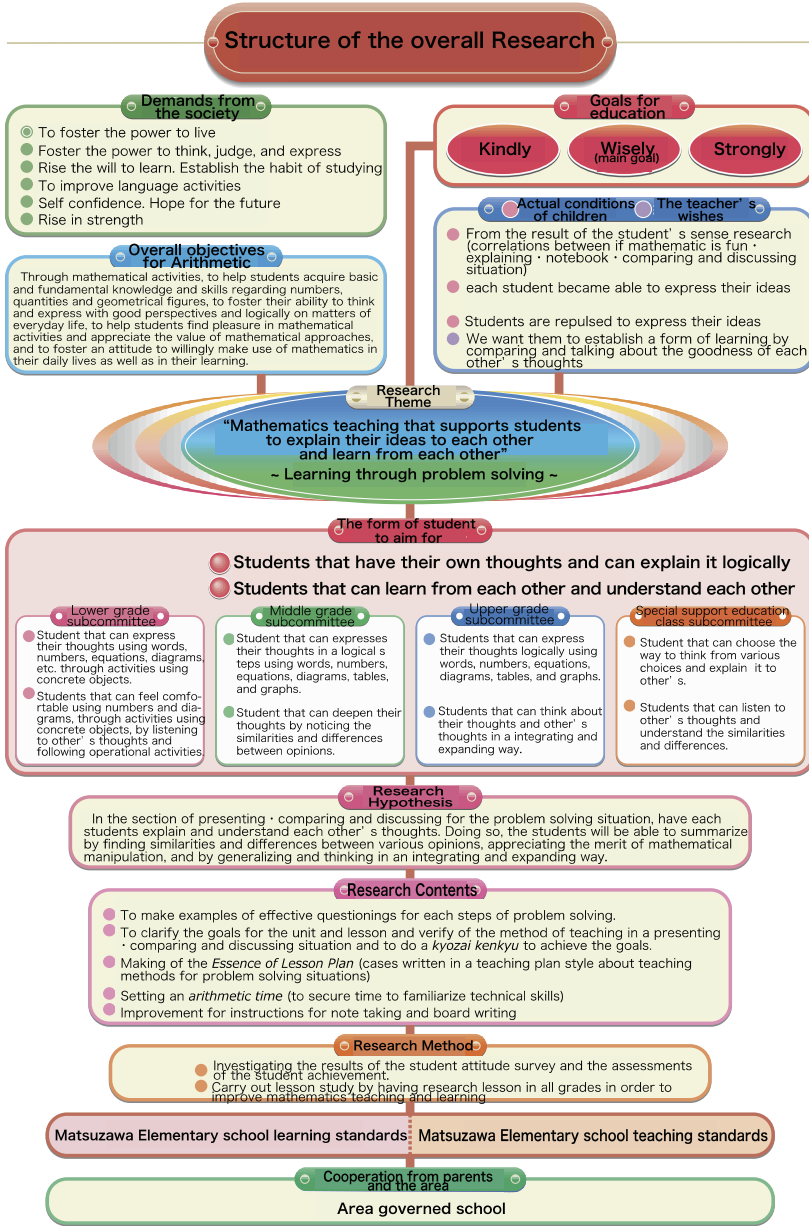 Structure of the overall Research
Demands from
the society
To foster the power to live
Foster the power to think, judge, and express
Rise the will to learn. Establish the habit of studying
To improve language activities
Self confidence. Hope for the future
Rise in strength
Goals for
education
Kindly
Wisely
(main goal)
Strongly
Overall objectives
for Arithmetic
Through mathematical activities, to help students acquire basic
and fundamental knowledge and skills regarding numbers,
quantities and geometrical figures, to foster their ability to think
and express with good perspectives and logically on matters of
everyday life, to help students find pleasure in mathematical
activities and appreciate the value of mathematical approaches,
and to foster an attitude to willingly make use of mathematics in
their daily lives as well as in their learning.
Actual conditions
of children
The teacher’s
wishes
From the result of the student’s sense research
(correlations between if mathematic is fun・
explaining・notebook・comparing and discussing
situation)
each student became able to express their ideas
Students are repulsed to express their ideas
We want them to establish a form of learning by
comparing and talking about the goodness of each
other’s thoughts
Research
Theme
“Mathematics teaching that supports students
to explain their ideas to each other
and learn from each other”
~ Learning through problem solving ~
The form of student
to aim for
Students that have their own thoughts and can explain it logically
Students that can learn from each other and understand each other
Lower grade
subcommittee
Student that can express
their thoughts using words,
numbers, equations, diagrams,
etc. through activities using
concrete objects.
Students that can feel comfo-
rtable using numbers and dia-
grams, through activities using
concrete objects, by listening
to other’s thoughts and
following operational activities.
Middle grade
subcommittee
Student that can expresses
their thoughts in a logical s
teps using words, numbers,
equations, diagrams, tables,
and graphs.
Student that can deepen their
thoughts by noticing the
similarities and differences
between opinions.
Upper grade
subcommittee
Students that can express
their thoughts logically using
words, numbers, equations,
diagrams, tables, and graphs.
Students that can think about
their thoughts and other’s
thoughts in a integrating and
expanding way.
Special support education
class subcommittee
Student that can choose the
way to think from various
choices and explain it to
other’s.
Students that can listen to
other’s thoughts and
understand the similarities
and differences.
Research
Hypothesis
In the section of presenting・comparing and discussing for the problem solving situation, have each
students explain and understand each other’s thoughts. Doing so, the students will be able to summarize
by finding similarities and differences between various opinions, appreciating the merit of mathematical
manipulation, and by generalizing and thinking in an integrating and expanding way.
Research Contents
To make examples of effective questionings for each steps of problem solving.
To clarify the goals for the unit and lesson and verify of the method of teaching in a presenting
・comparing and discussing situation and to do a kyozai kenkyu to achieve the goals.
Making of the Essence of Lesson Plan (cases written in a teaching plan style about teaching
methods for problem solving situations)
Setting an arithmetic time (to secure time to familiarize technical skills)
Improvement for instructions for note taking and board writing
Research Method
Investigating the results of the student attitude survey and the assessments
of the student achievement.
Carry out lesson study by having research lesson in all grades in order to
improve mathematics teaching and learning
Matsuzawa Elementary school learning standards
Matsuzawa Elementary school teaching standards
Cooperation from parents
and the area
Area governed school